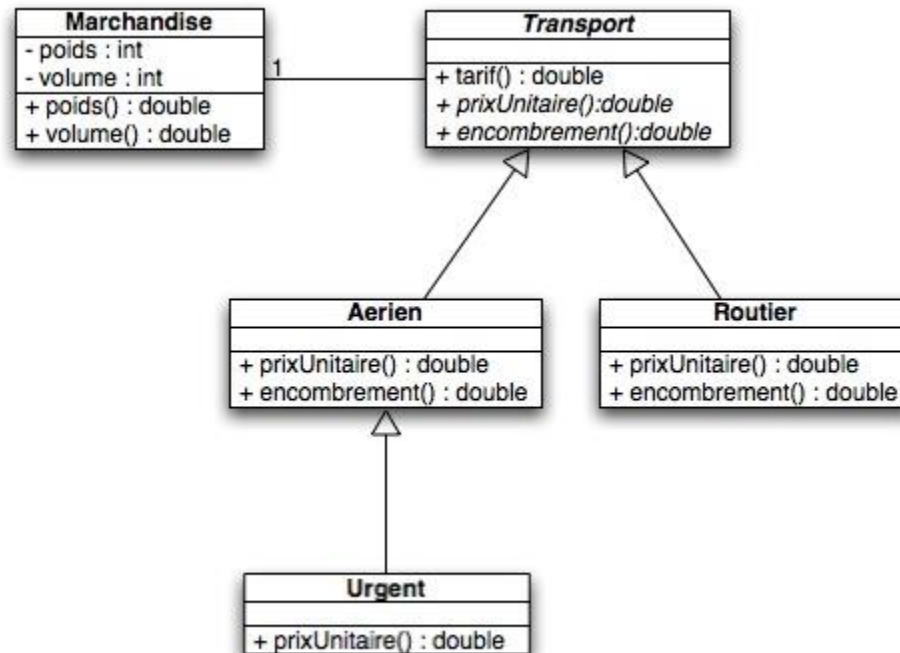 Marchandise
- poids : int
- volume : int
+ poids() : double
+ volume() : double
1
Transport
+ tarif() : double
+ prixUnitaire():double
+ encombrement():double
Aerien
+ prixUnitaire() : double
+ encombrement() : double
Routier
+ prixUnitaire() : double
+ encombrement() : double
Urgent
+ prixUnitaire() : double